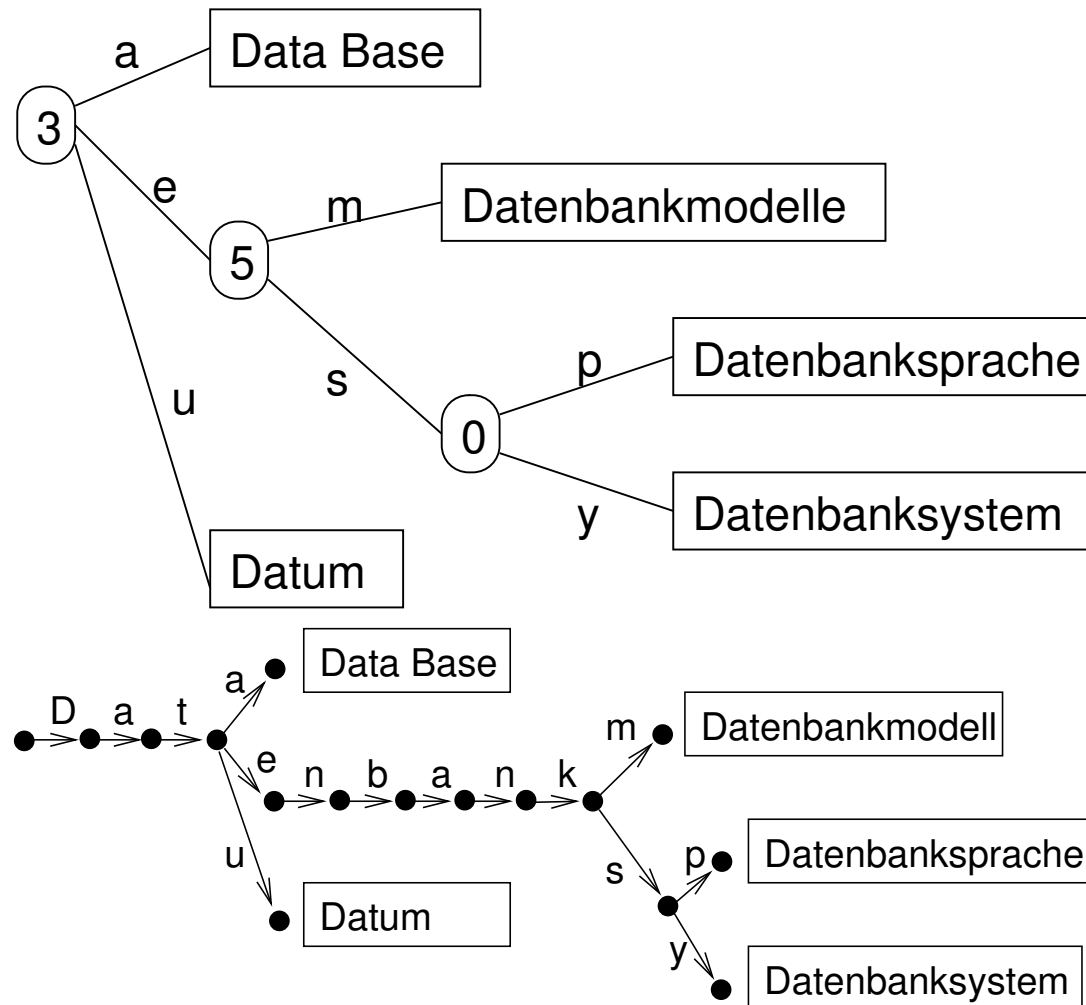 a
Data Base
3
e
m
Datenbankmodelle
5
s
p
Datenbanksprache
u
0
y
Datenbanksystem
Datum
a
Data Base
D a t
m
Datenbankmodell
e n b a n k
u
s
p
Datenbanksprache
Datum
y
Datenbanksystem